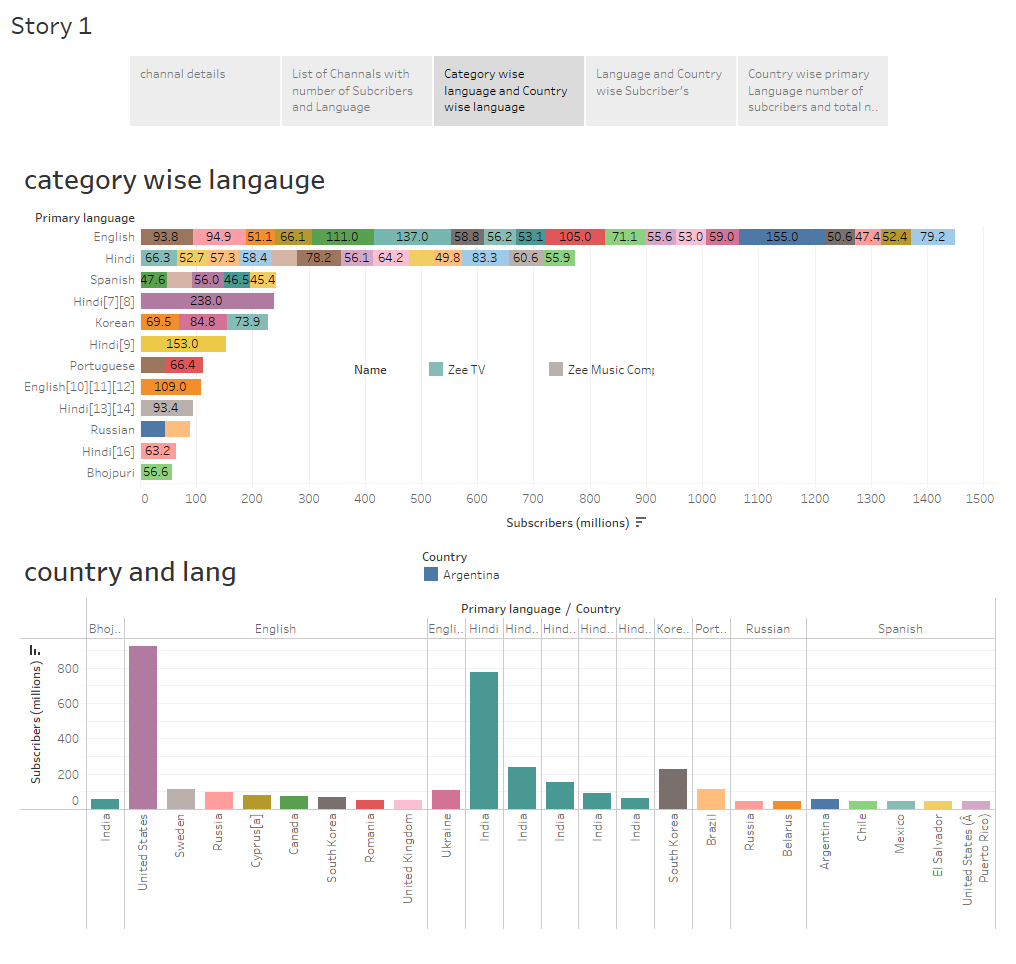 Story 1
channal details
List of Channals with
number of Subcribers
and Language
Category wise
language and Country
wise language
Language and Country
wise Subcriber's
Country wise primary
Language number of
subcribers and total n..
category wise langauge
Primary language
English 93.8 94.9 51.1 66.1 111.0 137.0 58.8 56.2 53.1 105.0 71.1 55.6 53.0 59.0 155.0 50.6 47.4 52.4 79.2
Hindi 66.3 52.7 57.3 58.4 78.2 56.1 64.2 49.8 83.3 60.6 55.9
Spanish 47.6 56.0 46.5 45.4
Hindi[7][8] 238.0
Korean 69.5 84.8 73.9
Hindi[9] 153.0
Portuguese 66.4
Name Zee TV Zee Music Comp
English[10][11][12] 109.0
Hindi[13][14] 93.4
Russian
Hindi[16] 63.2
Bhojpuri 56.6
0 100 200 300 400 500 600 700 800 900 1000 1100 1200 1300 1400 1500
Subscribers (millions)
country and lang
Country
Argentina
Primary language / Country
Bhoj.. English Engli.. Hindi Hind.. Hind.. Hind.. Hind.. Kore.. Port.. Russian Spanish
Subscribers (millions)
800
600
400
200
0
India
United States
Sweden
Russia
Cyprus[a]
Canada
South Korea
Romania
United Kingdom
Ukraine
India
India
India
India
India
South Korea
Brazil
Russia
Belarus
Argentina
Chile
Mexico
El Salvador
United States (Â
Puerto Rico)